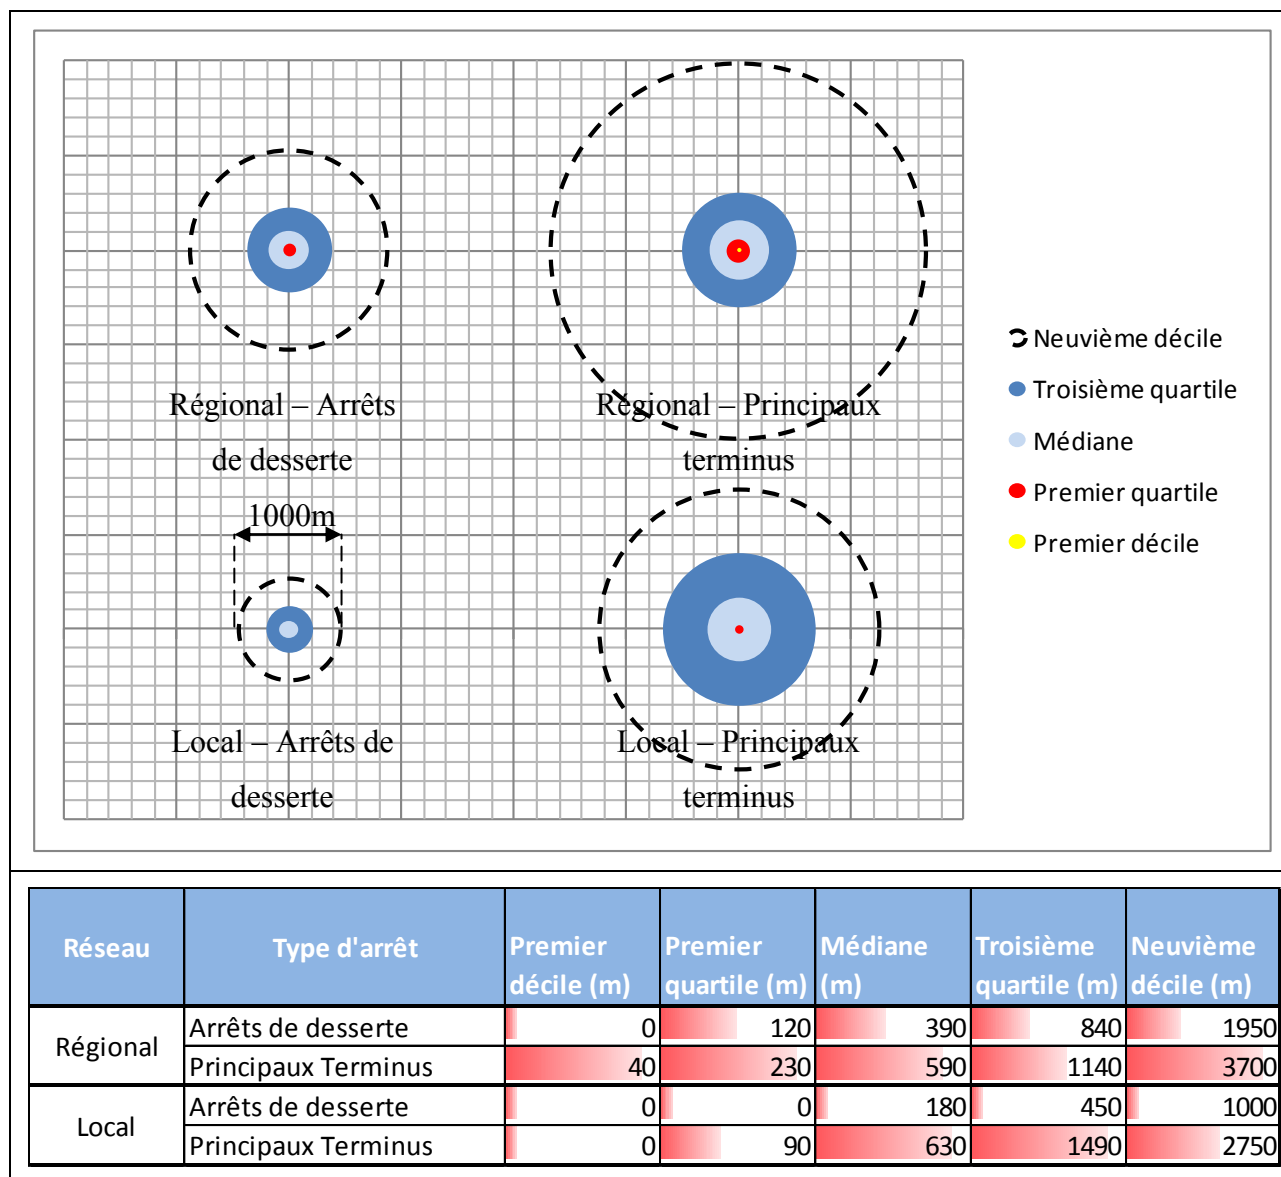 Régional – Arrêts
de desserte
Régional – Principaux
terminus
1000m
Local – Arrêts de
desserte
Local – Principaux
terminus
Neuvième décile
Troisième quartile
Médiane
Premier quartile
Premier décile
Réseau Type d'arrêt Premier décile (m) Premier quartile (m) Médiane (m) Troisième quartile (m) Neuvième décile (m)
Régional
Arrêts de desserte 0 120 390 840 1950
Principaux Terminus 40 230 590 1140 3700
Local
Arrêts de desserte 0 0 180 450 1000
Principaux Terminus 0 90 630 1490 2750